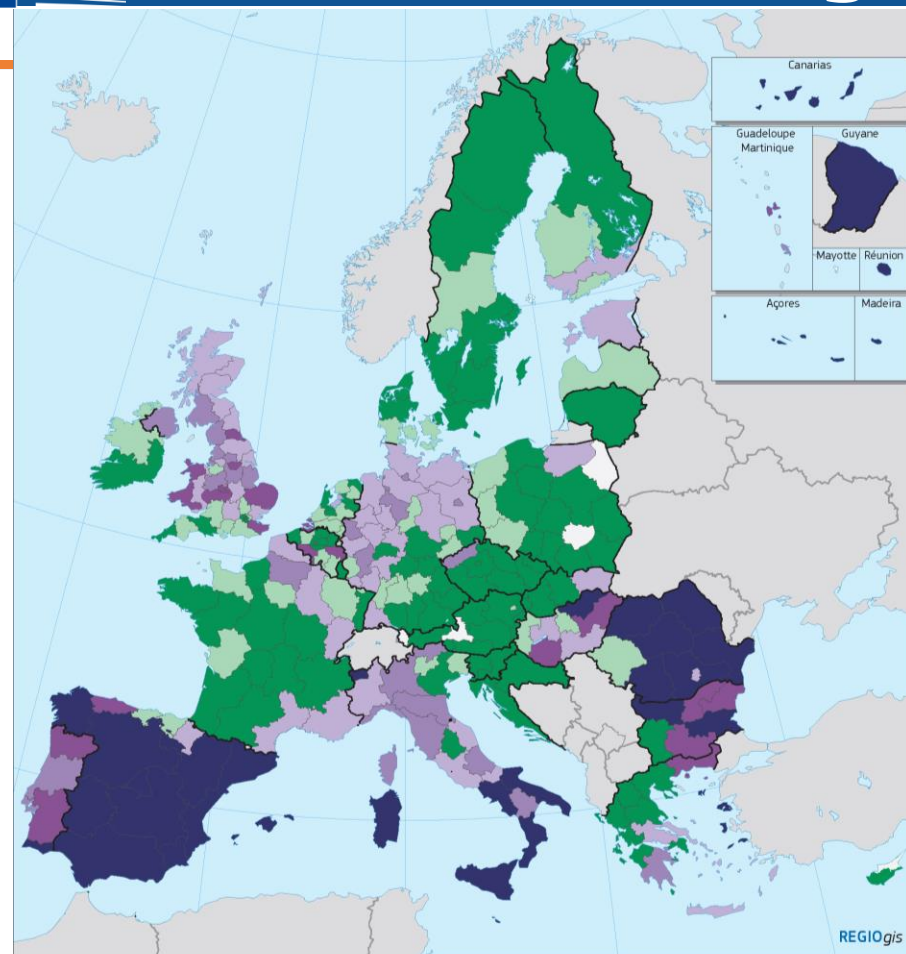 Canarias
Guadeloupe
Martinique
Guyane
Mayotte
Réunion
Açores
Madeira
REGIOgis